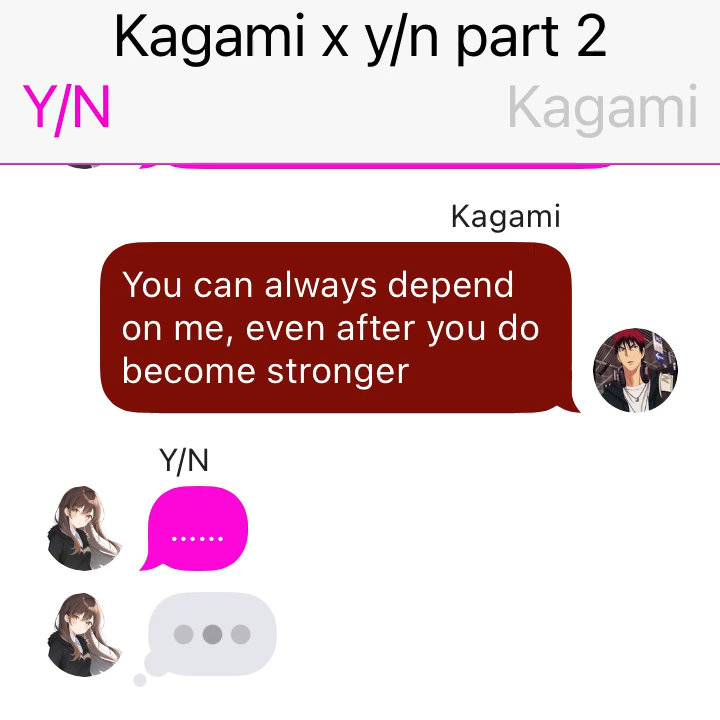 Kagami x y/n part 2
Y/N
Kagami
Kagami
You can always depend
on me, even after you do
become stronger
Y/N
......